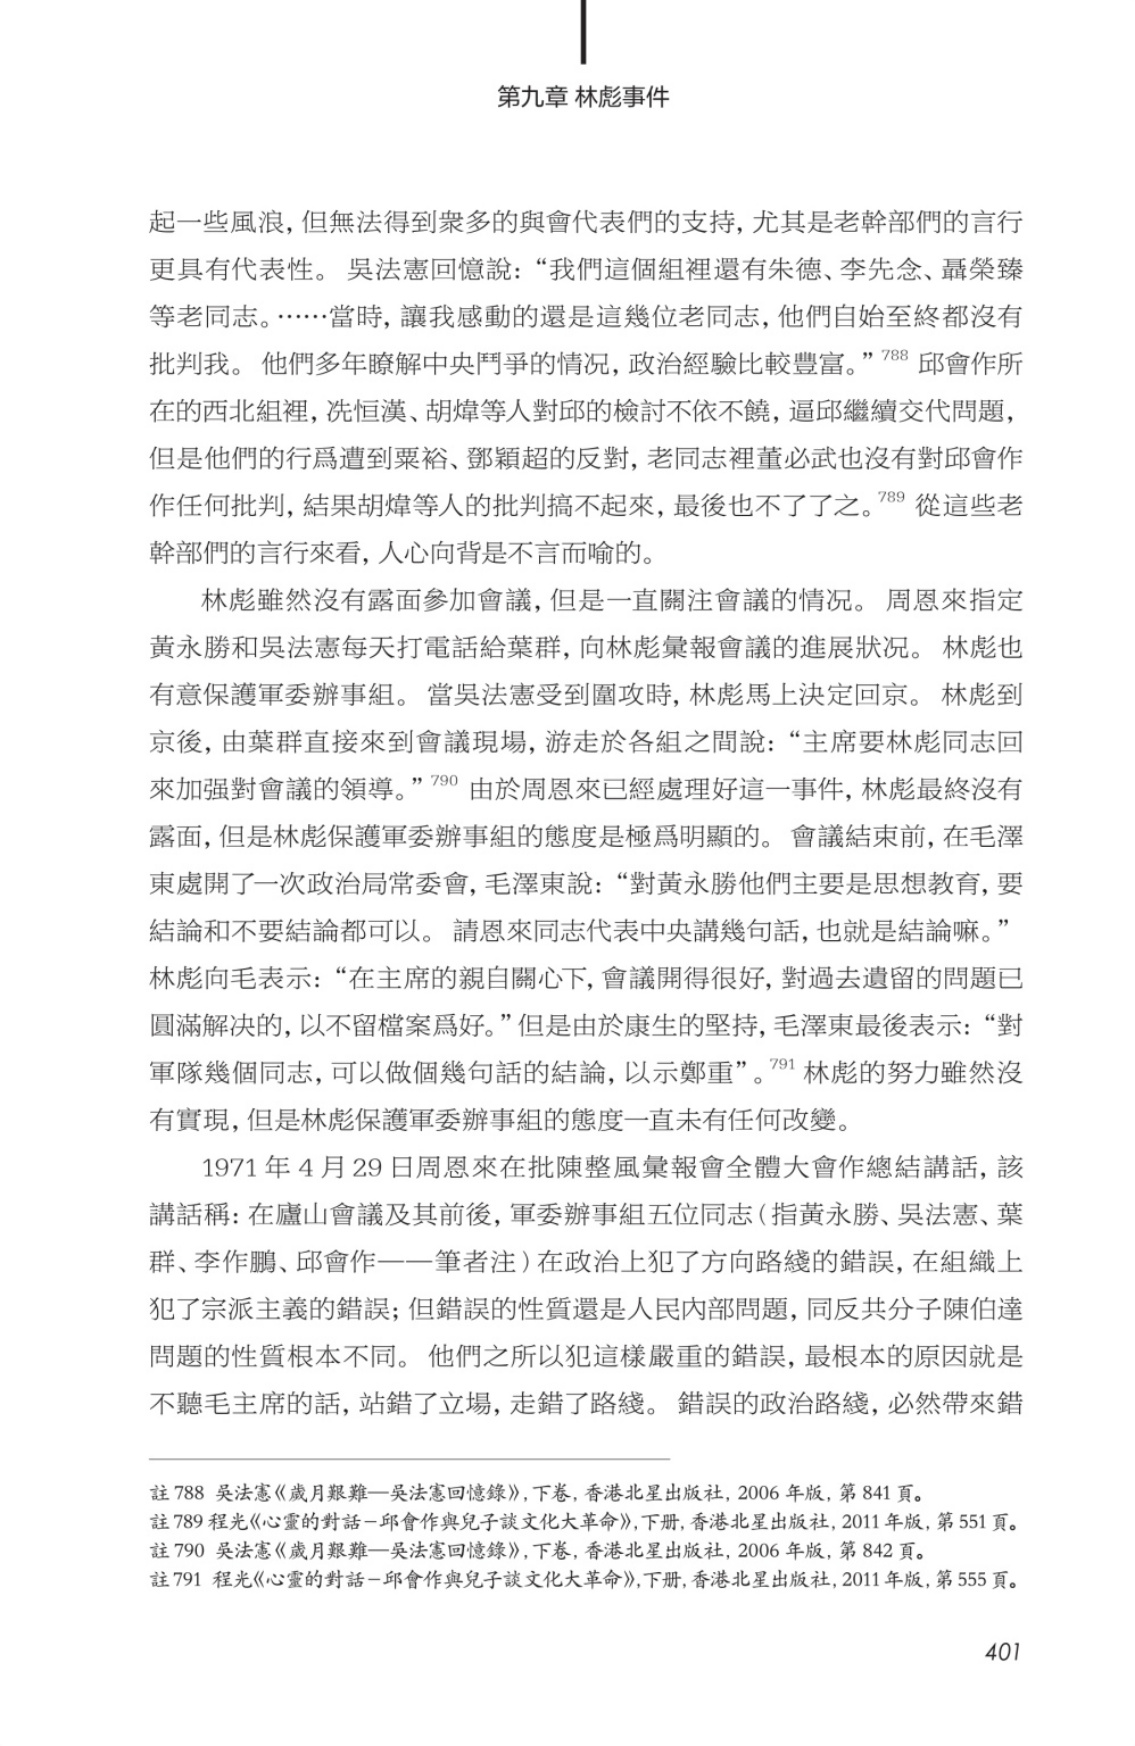 第九章 林彪事件
起一些風浪，但無法得到衆多的與會代表們的支持，尤其是老幹部們的言行
更具有代表性。 吳法憲回憶說：“我們這個組裡還有朱德、李先念、聶榮臻
等老同志。……當時，讓我感動的還是這幾位老同志，他們自始至終都沒有
批判我。 他們多年瞭解中央鬥爭的情況，政治經驗比較豐富。”788 邱會作所
在的西北組裡，冼恒漢、胡煒等人對邱的檢討不依不饒，逼邱繼續交代問題，
但是他們的行爲遭到粟裕、鄧穎超的反對，老同志裡董必武也沒有對邱會作
作任何批判，結果胡煒等人的批判搞不起來，最後也不了了之。789 從這些老
幹部們的言行來看，人心向背是不言而喻的。
林彪雖然沒有露面參加會議，但是一直關注會議的情況。 周恩來指定
黃永勝和吳法憲每天打電話給葉群，向林彪彙報會議的進展狀況。 林彪也
有意保護軍委辦事組。 當吳法憲受到圍攻時，林彪馬上決定回京。 林彪到
京後，由葉群直接來到會議現場，游走於各組之間說：“主席要林彪同志回
來加强對會議的領導。”790 由於周恩來已經處理好這一事件，林彪最終沒有
露面，但是林彪保護軍委辦事組的態度是極爲明顯的。 會議結束前，在毛澤
東處開了一次政治局常委會，毛澤東說：“對黃永勝他們主要是思想教育，要
結論和不要結論都可以。 請恩來同志代表中央講幾句話，也就是結論嘛。”
林彪向毛表示：“在主席的親自關心下，會議開得很好，對過去遺留的問題已
圓滿解決的，以不留檔案爲好。”但是由於康生的堅持，毛澤東最後表示：“對
軍隊幾個同志，可以做個幾句話的結論，以示鄭重”。791 林彪的努力雖然沒
有實現，但是林彪保護軍委辦事組的態度一直未有任何改變。
1971 年 4 月 29 日周恩來在批陳整風彙報會全體大會作總結講話，該
講話稱：在廬山會議及其前後，軍委辦事組五位同志（指黃永勝、吳法憲、葉
群、李作鵬、邱會作——筆者注）在政治上犯了方向路綫的錯誤，在組織上
犯了宗派主義的錯誤；但錯誤的性質還是人民內部問題，同反共分子陳伯達
問題的性質根本不同。 他們之所以犯這樣嚴重的錯誤，最根本的原因就是
不聽毛主席的話，站錯了立場，走錯了路綫。 錯誤的政治路綫，必然帶來錯
註 788 吳法憲《歲月艱難—吳法憲回憶錄》，下卷，香港北星出版社，2006 年版，第 841 頁。
註 789 程光《心靈的對話－邱會作與兒子談文化大革命》，下册，香港北星出版社，2011 年版，第 551 頁。
註 790 吳法憲《歲月艱難—吳法憲回憶錄》，下卷，香港北星出版社，2006 年版，第 842 頁。
註 791 程光《心靈的對話－邱會作與兒子談文化大革命》，下册，香港北星出版社，2011 年版，第 555 頁。
401